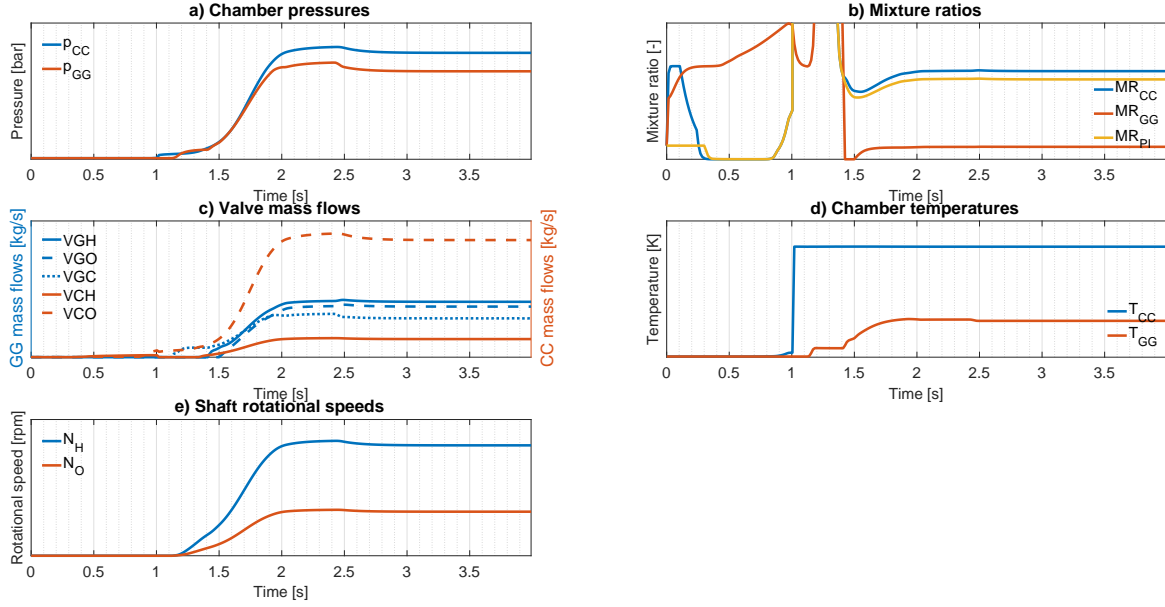 a) Chamber pressures
Pressure [bar]
p_CC
p_GG
0 0.5 1 1.5 2 2.5 3 3.5
Time [s]
b) Mixture ratios
Mixture ratio [-]
MR_CC
MR_GG
MR_PI
0 0.5 1 1.5 2 2.5 3 3.5
Time [s]
c) Valve mass flows
GG mass flows [kg/s]
VGH
VGO
VGC
VCH
VCO
CC mass flows [kg/s]
0 0.5 1 1.5 2 2.5 3 3.5
Time [s]
d) Chamber temperatures
Temperature [K]
T_CC
T_GG
0 0.5 1 1.5 2 2.5 3 3.5
Time [s]
e) Shaft rotational speeds
Rotational speed [rpm]
N_H
N_O
0 0.5 1 1.5 2 2.5 3 3.5
Time [s]